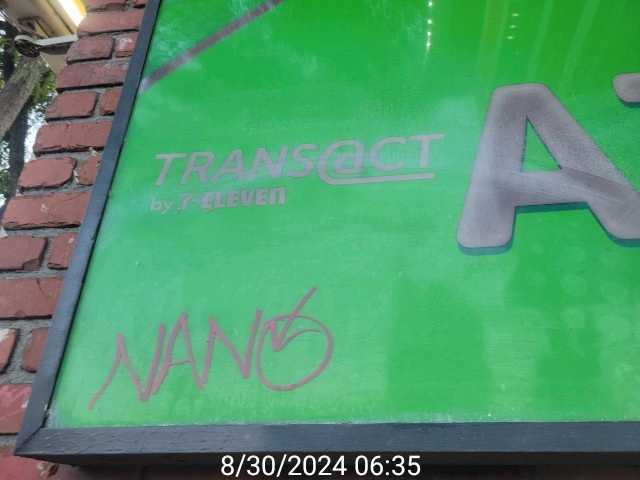 TRANS@CT
by 7-ELEVEn
A
NANO
8/30/2024 06:35